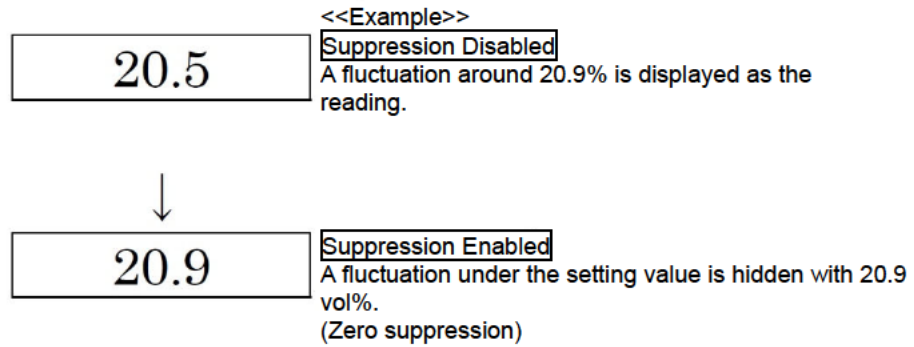 <<Example>>
Suppression Disabled
20.5
A fluctuation around 20.9% is displayed as the
reading.
↓
Suppression Enabled
20.9
A fluctuation under the setting value is hidden with 20.9
vol%.
(Zero suppression)